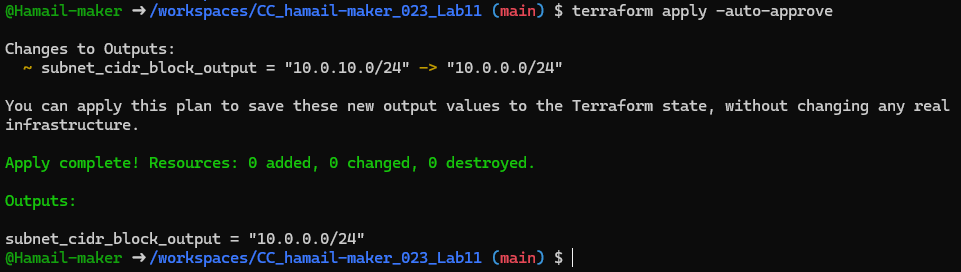 @Hamail-maker ➜ /workspaces/CC_hamail-maker_023_Lab11 (main) $ terraform apply -auto-approve
Changes to Outputs:
~ subnet_cidr_block_output = "10.0.10.0/24" -> "10.0.0.0/24"
You can apply this plan to save these new output values to the Terraform state, without changing any real
infrastructure.
Apply complete! Resources: 0 added, 0 changed, 0 destroyed.
Outputs:
subnet_cidr_block_output = "10.0.0.0/24"
@Hamail-maker ➜ /workspaces/CC_hamail-maker_023_Lab11 (main) $